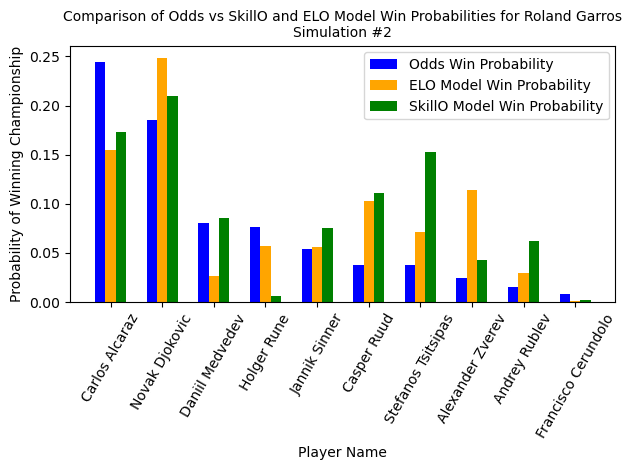 Comparison of Odds vs SkillO and ELO Model Win Probabilities for Roland Garros
Simulation #2
Odds Win Probability
ELO Model Win Probability
SkillO Model Win Probability
Probability of Winning Championship
0.25
0.20
0.15
0.10
0.05
0.00
Carlos Alcaraz
Novak Djokovic
Daniil Medvedev
Holger Rune
Jannik Sinner
Casper Ruud
Stefanos Tsitsipas
Alexander Zverev
Andrey Rublev
Francisco Cerundolo
Player Name